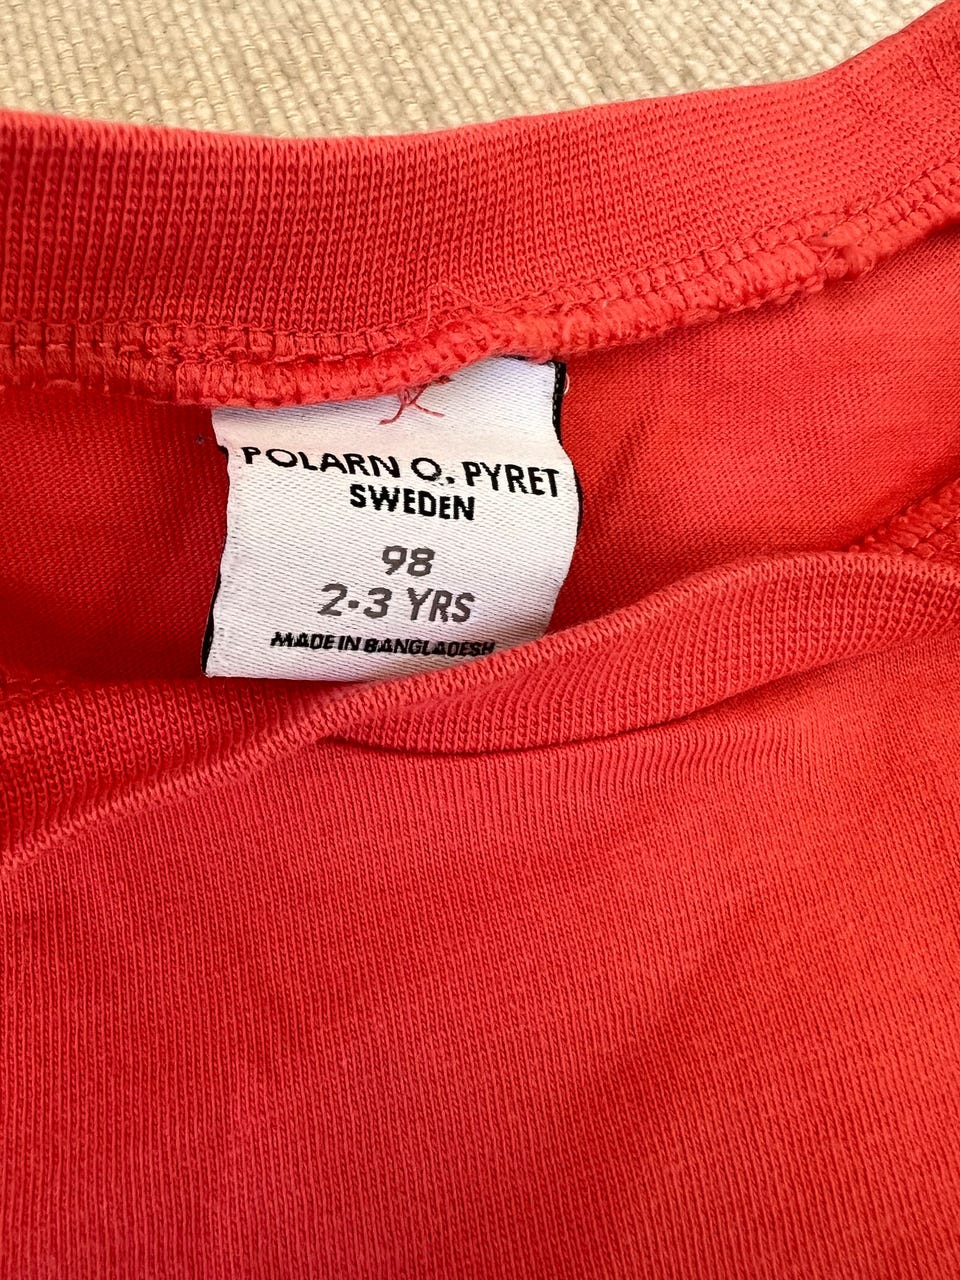 POLARN O. PYRET
SWEDEN
98
2-3 YRS
MADE IN BANGLADESH